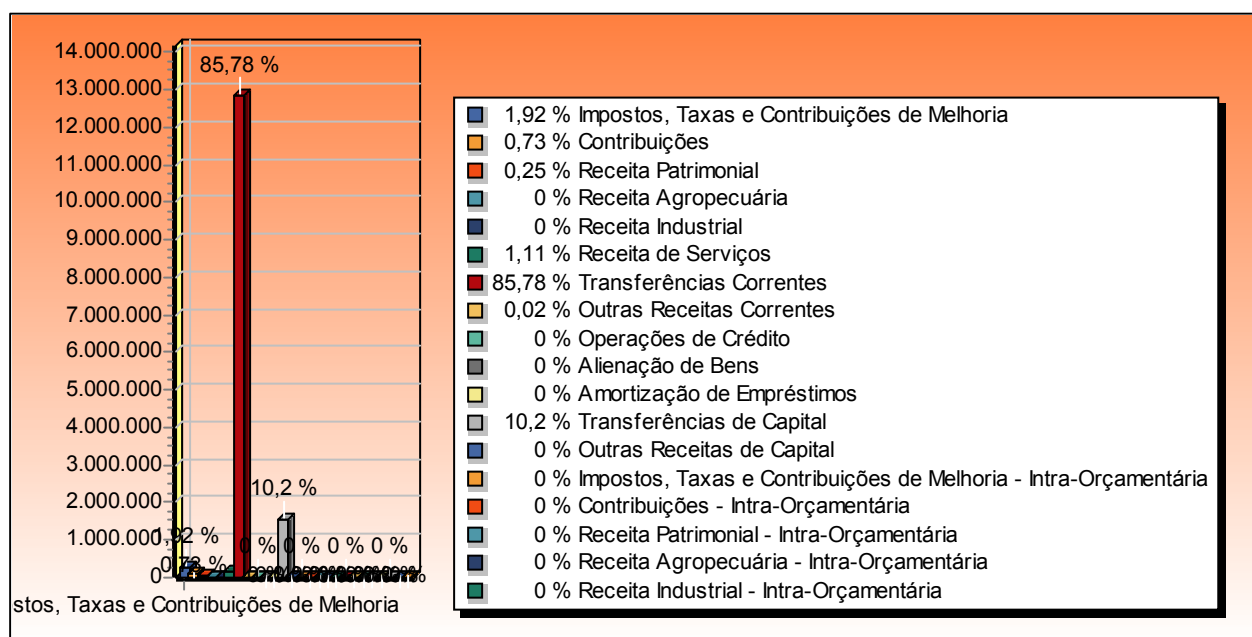 14.000.000
13.000.000
12.000.000
11.000.000
10.000.000
9.000.000
8.000.000
7.000.000
6.000.000
5.000.000
4.000.000
3.000.000
2.000.000
1.000.000
0
85,78 %
10,2 %
1,92 %
0,73 %
0 %
0 %
0 %
0 %
stos, Taxas e Contribuições de Melhoria
1,92 % Impostos, Taxas e Contribuições de Melhoria
0,73 % Contribuições
0,25 % Receita Patrimonial
0 % Receita Agropecuária
0 % Receita Industrial
1,11 % Receita de Serviços
85,78 % Transferências Correntes
0,02 % Outras Receitas Correntes
0 % Operações de Crédito
0 % Alienação de Bens
0 % Amortização de Empréstimos
10,2 % Transferências de Capital
0 % Outras Receitas de Capital
0 % Impostos, Taxas e Contribuições de Melhoria - Intra-Orçamentária
0 % Contribuições - Intra-Orçamentária
0 % Receita Patrimonial - Intra-Orçamentária
0 % Receita Agropecuária - Intra-Orçamentária
0 % Receita Industrial - Intra-Orçamentária